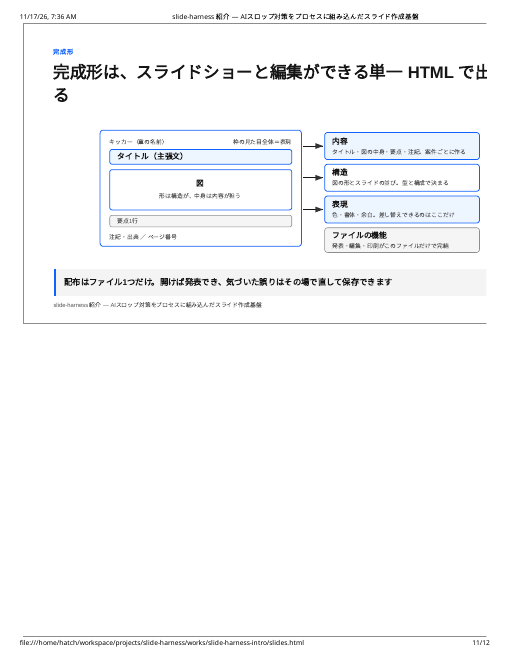 11/17/26, 7:36 AM
slide-harness 紹介 — AIスロップ対策をプロセスに組み込んだスライド作成基盤
完成形
完成形は、スライドショーと編集ができる単一 HTML で出
る
キッカー（章の名前）
枠の見た目全体＝表現
タイトル（主張文）
図
形は構造が、中身は内容が担う
要点1行
注記・出典 ／ ページ番号
内容
タイトル・図の中身・要点・注記。案件ごとに作る
構造
図の形とスライドの並び。型と構成で決まる
表現
色・書体・余白。差し替えできるのはここだけ
ファイルの機能
発表・編集・印刷がこのファイルだけで完結
配布はファイル1つだけ。開けば発表でき、気づいた誤りはその場で直して保存できます
slide-harness 紹介 — AIスロップ対策をプロセスに組み込んだスライド作成基盤
file:///home/hatch/workspace/projects/slide-harness/works/slide-harness-intro/slides.html
11/12